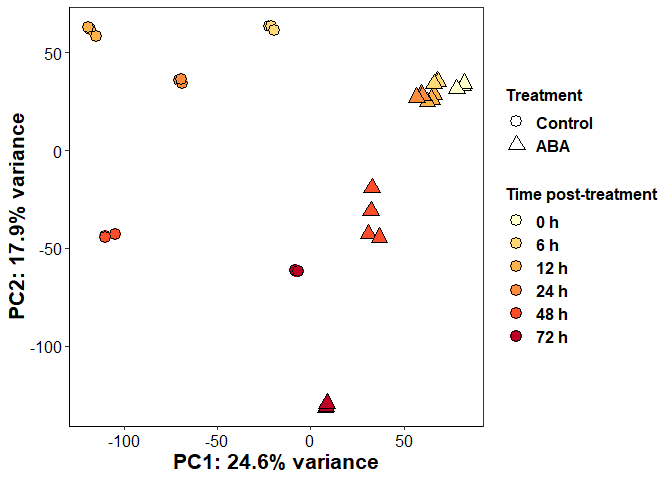 50
0
-50
-100
-100
-50
0
50
PC2: 17.9% variance
PC1: 24.6% variance
Treatment
Control
ABA
Time post-treatment
0 h
6 h
12 h
24 h
48 h
72 h